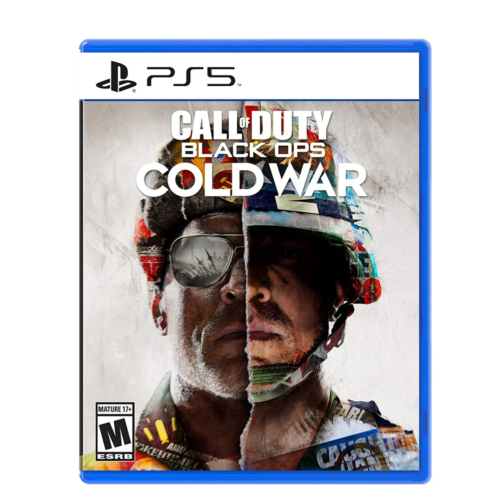 PS5
CALL OF DUTY
BLACK OPS
COLD WAR
MATURE 17+
M
ESRB